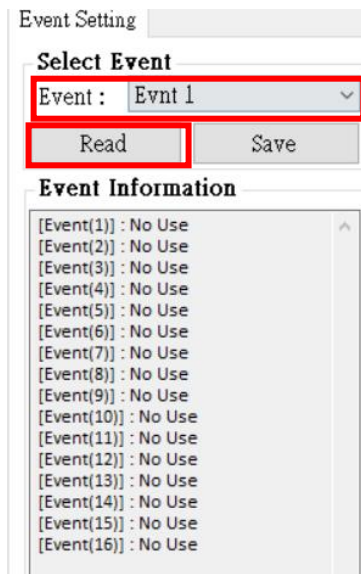 Event Setting
Select Event
Event : Evnt 1
Read Save
Event Information
[Event(1)] : No Use
[Event(2)] : No Use
[Event(3)] : No Use
[Event(4)] : No Use
[Event(5)] : No Use
[Event(6)] : No Use
[Event(7)] : No Use
[Event(8)] : No Use
[Event(9)] : No Use
[Event(10)] : No Use
[Event(11)] : No Use
[Event(12)] : No Use
[Event(13)] : No Use
[Event(14)] : No Use
[Event(15)] : No Use
[Event(16)] : No Use